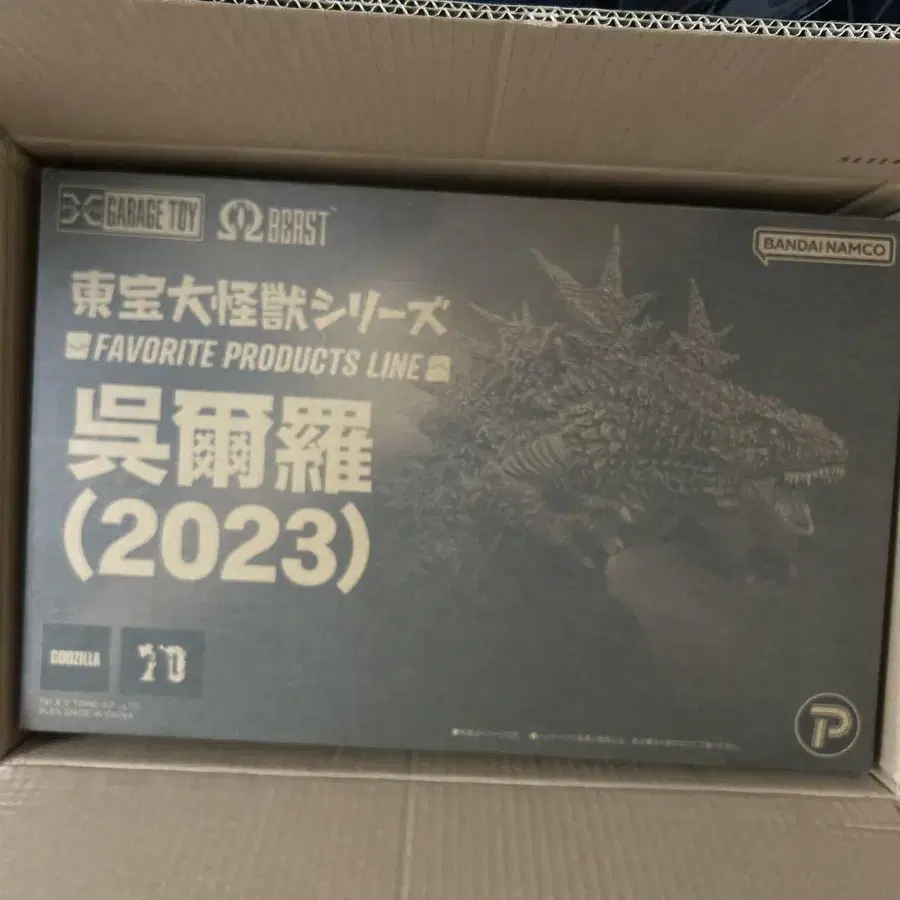 GARAGE TOY
Ω BEAST™
BANDAI NAMCO
東宝大怪獣シリーズ
FAVORITE PRODUCTS LINE
呉爾羅
(2023)
GODZILLA
70
P